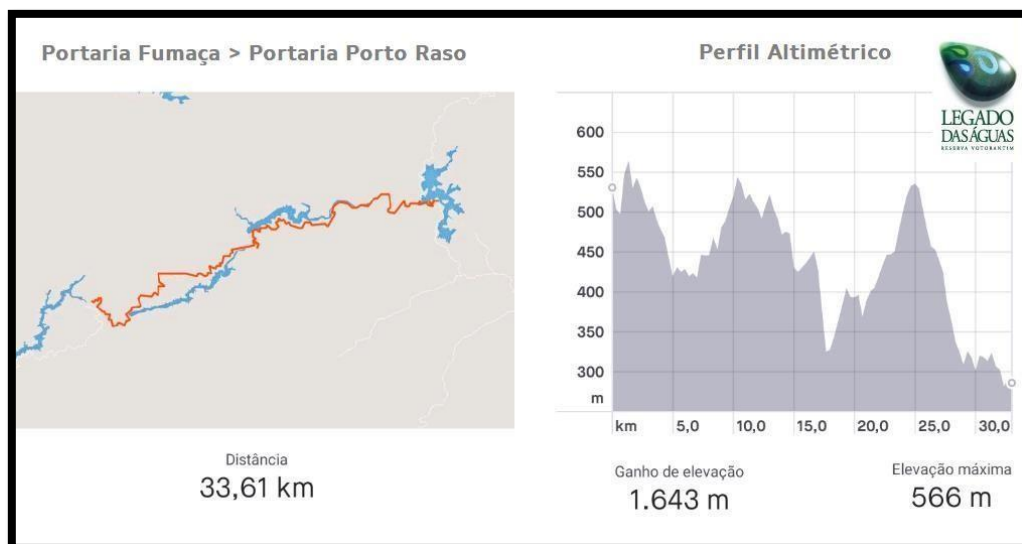 Portaria Fumaça > Portaria Porto Raso
Perfil Altimétrico
LEGADO
DAS ÁGUAS
RESERVA VOTORANTIM
600
550
500
450
400
350
300
m
km 5,0 10,0 15,0 20,0 25,0 30,0
Distância
33,61 km
Ganho de elevação
1.643 m
Elevação máxima
566 m